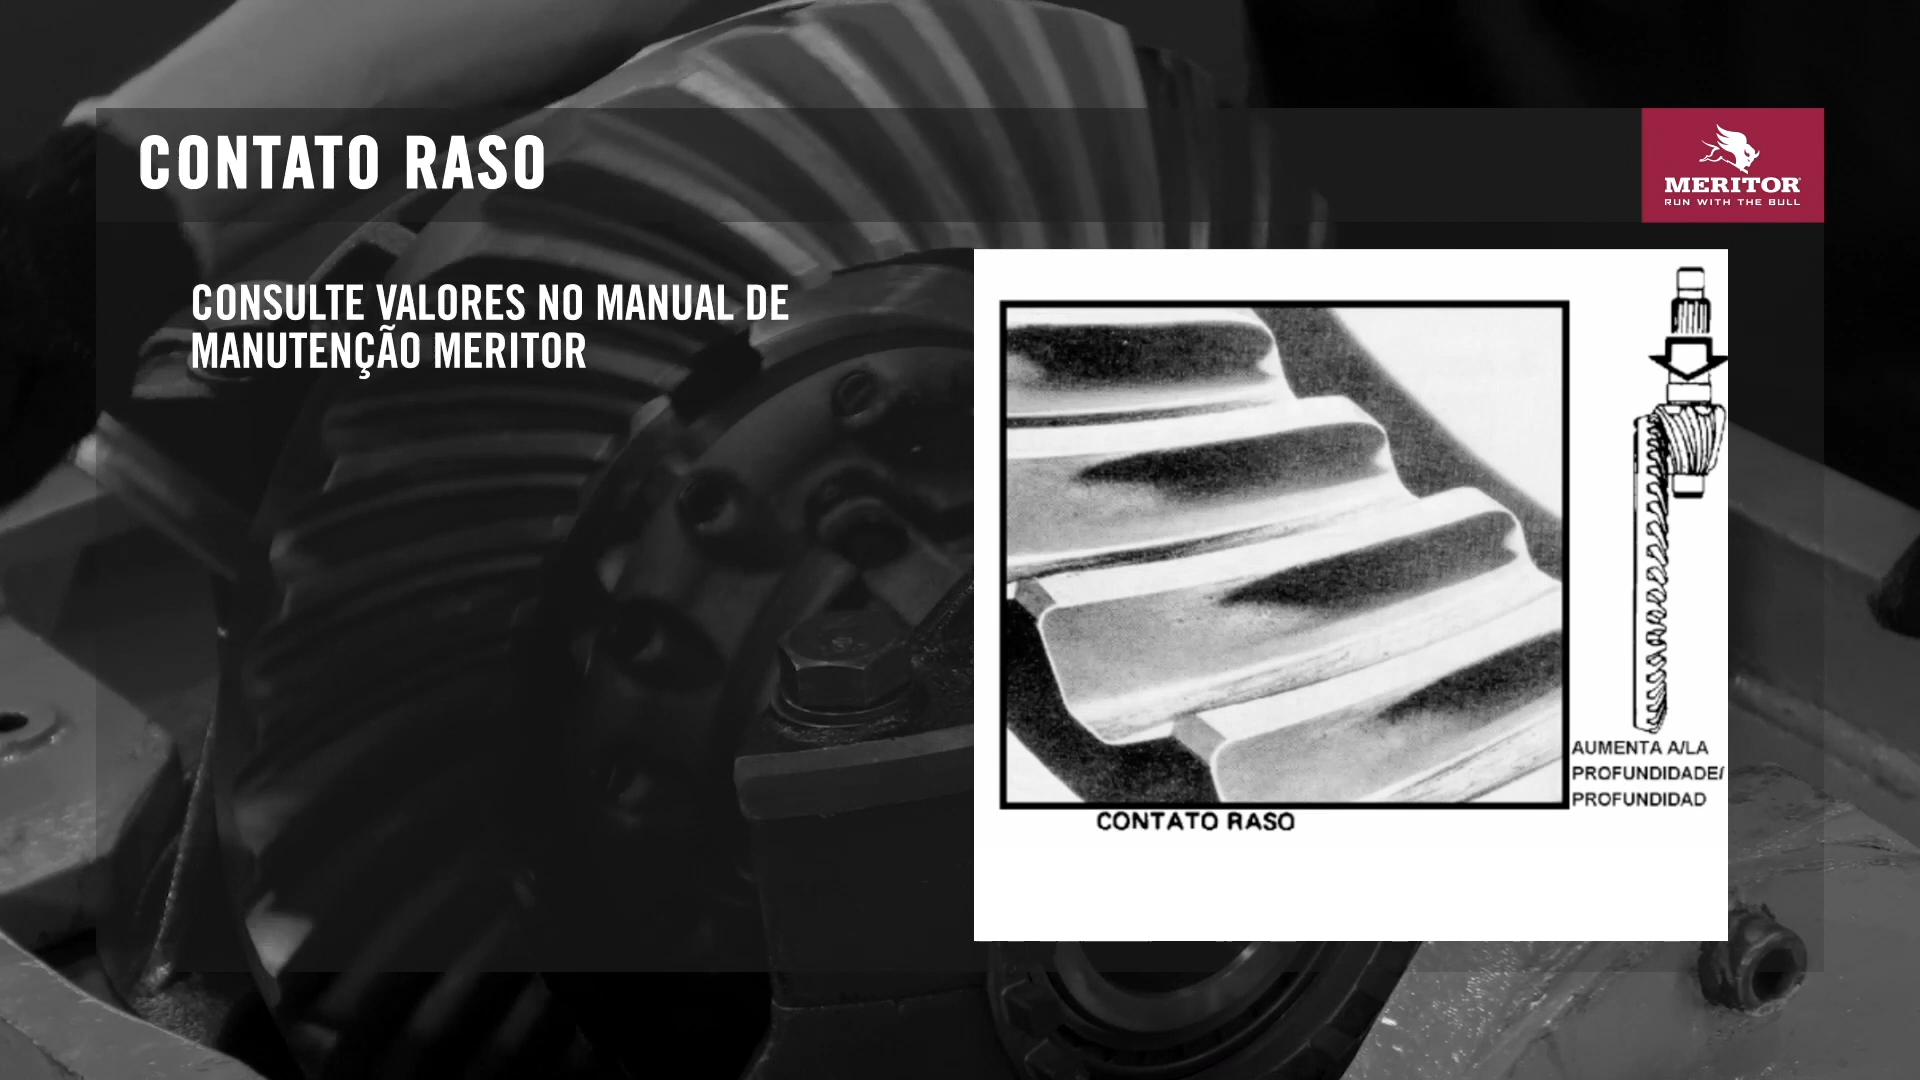 CONTATO RASO
MERITOR
RUN WITH THE BULL
CONSULTE VALORES NO MANUAL DE
MANUTENÇÃO MERITOR
AUMENTA A/LA
PROFUNDIDADE/
PROFUNDIDAD
CONTATO RASO